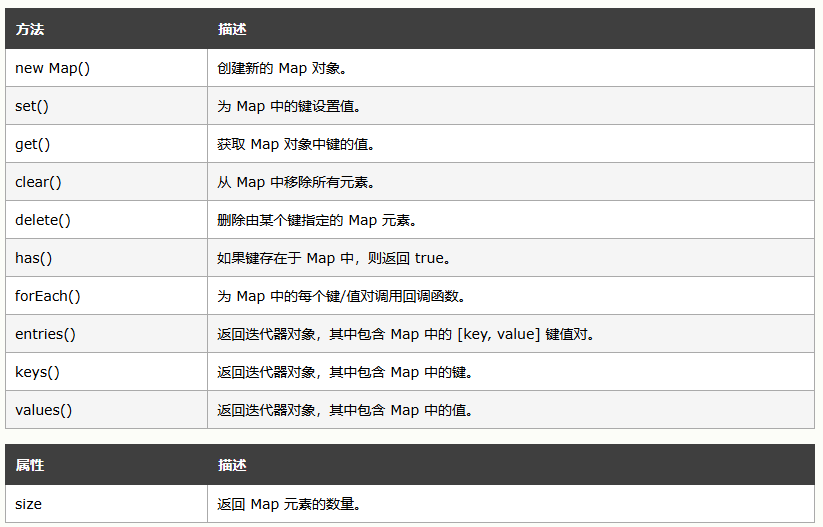 方法 描述
new Map() 创建新的 Map 对象。
set() 为 Map 中的键设置值。
get() 获取 Map 对象中键的值。
clear() 从 Map 中移除所有元素。
delete() 删除由某个键指定的 Map 元素。
has() 如果键存在于 Map 中，则返回 true。
forEach() 为 Map 中的每个键/值对调用回调函数。
entries() 返回迭代器对象，其中包含 Map 中的 [key, value] 键值对。
keys() 返回迭代器对象，其中包含 Map 中的键。
values() 返回迭代器对象，其中包含 Map 中的值。
属性 描述
size 返回 Map 元素的数量。